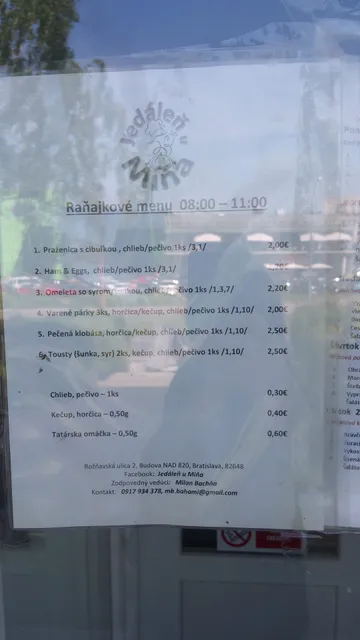 Jedáleň u
Miňa
Raňajkové menu 08:00 – 11:00
1. Praženica s cibuľkou , chlieb/pečivo 1ks /3,1/ 2,00€
2. Ham & Eggs, chlieb/pečivo 1ks /3,1/
3. Omeleta so syrom, chlieb/pečivo 1ks /1,3,7/ 2,20€
4. Varené párky 3ks, horčica/kečup, chlieb/pečivo 1ks /1,10/ 2,00€
5. Pečená klobása, horčica/kečup, chlieb/pečivo 1ks /1,10/ 2,50€
6. Tousty (šunka, syr) 2ks, kečup, chlieb/pečivo 1ks /1,10/ 2,50€
Chlieb, pečivo – 1ks 0,30€
Kečup, horčica – 0,50g 0,40€
Tatárska omáčka – 0,50g 0,60€
Rožňavská ulica 2, Budova NAD 820, Bratislava, 82648
Facebook: Jedáleň u Miňa
Zodpovedný vedúci: Milan Bachňa
Kontakt: 0917 934 378, mb.bahami@gmail.com